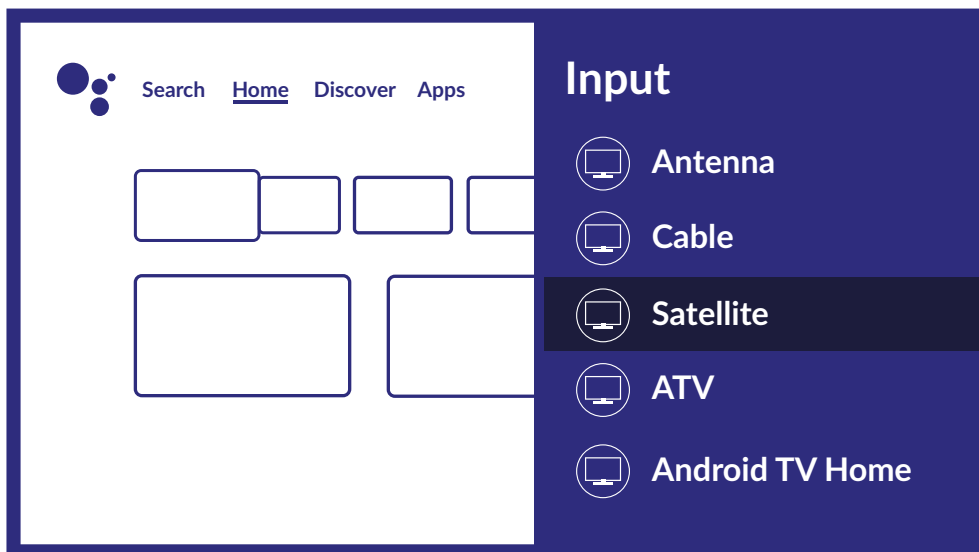 Search Home Discover Apps
Input
Antenna
Cable
Satellite
ATV
Android TV Home